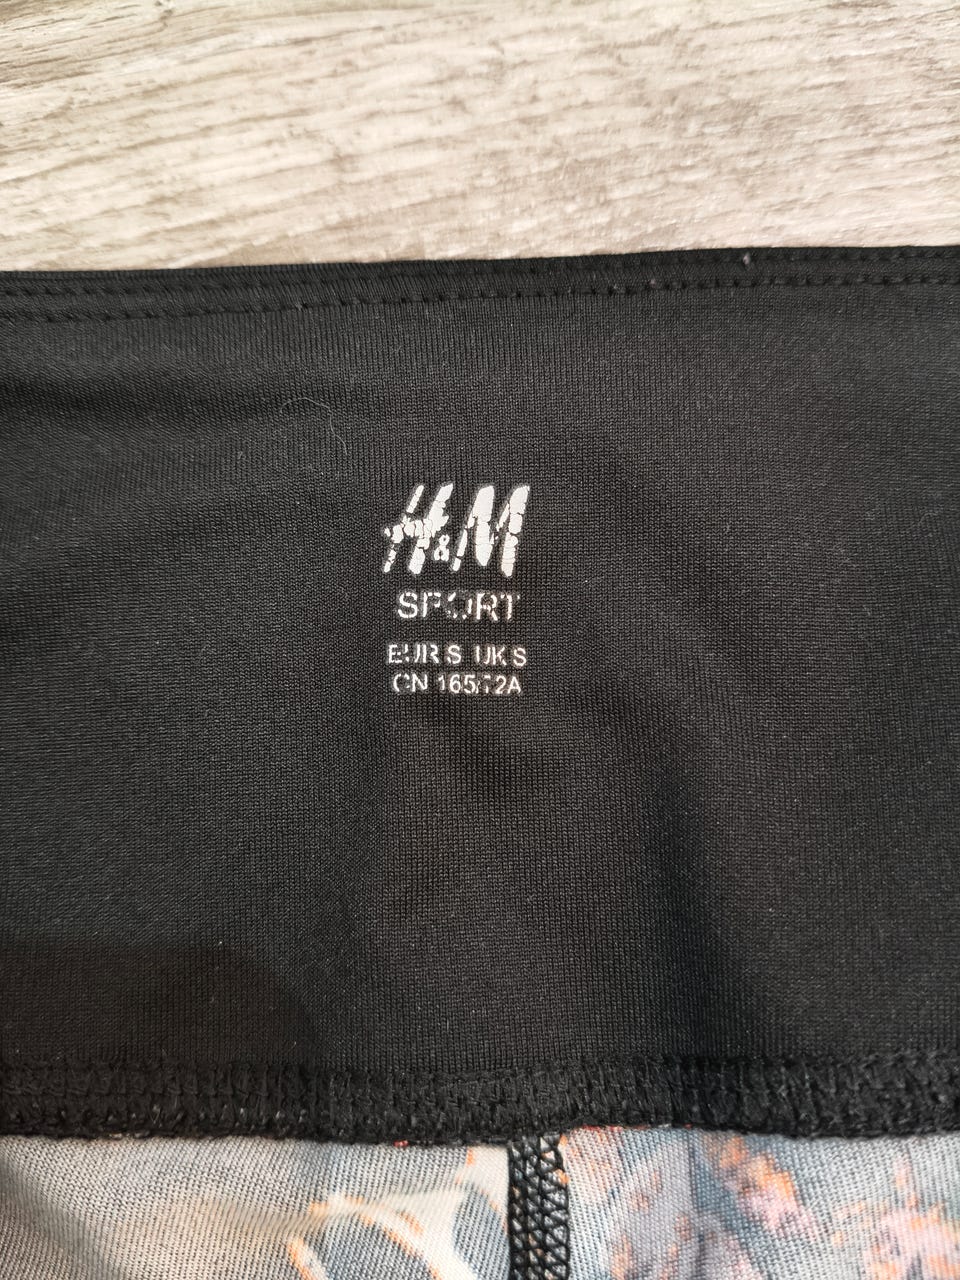 H&M
SPORT
EUR S UK S
CN 165/72A